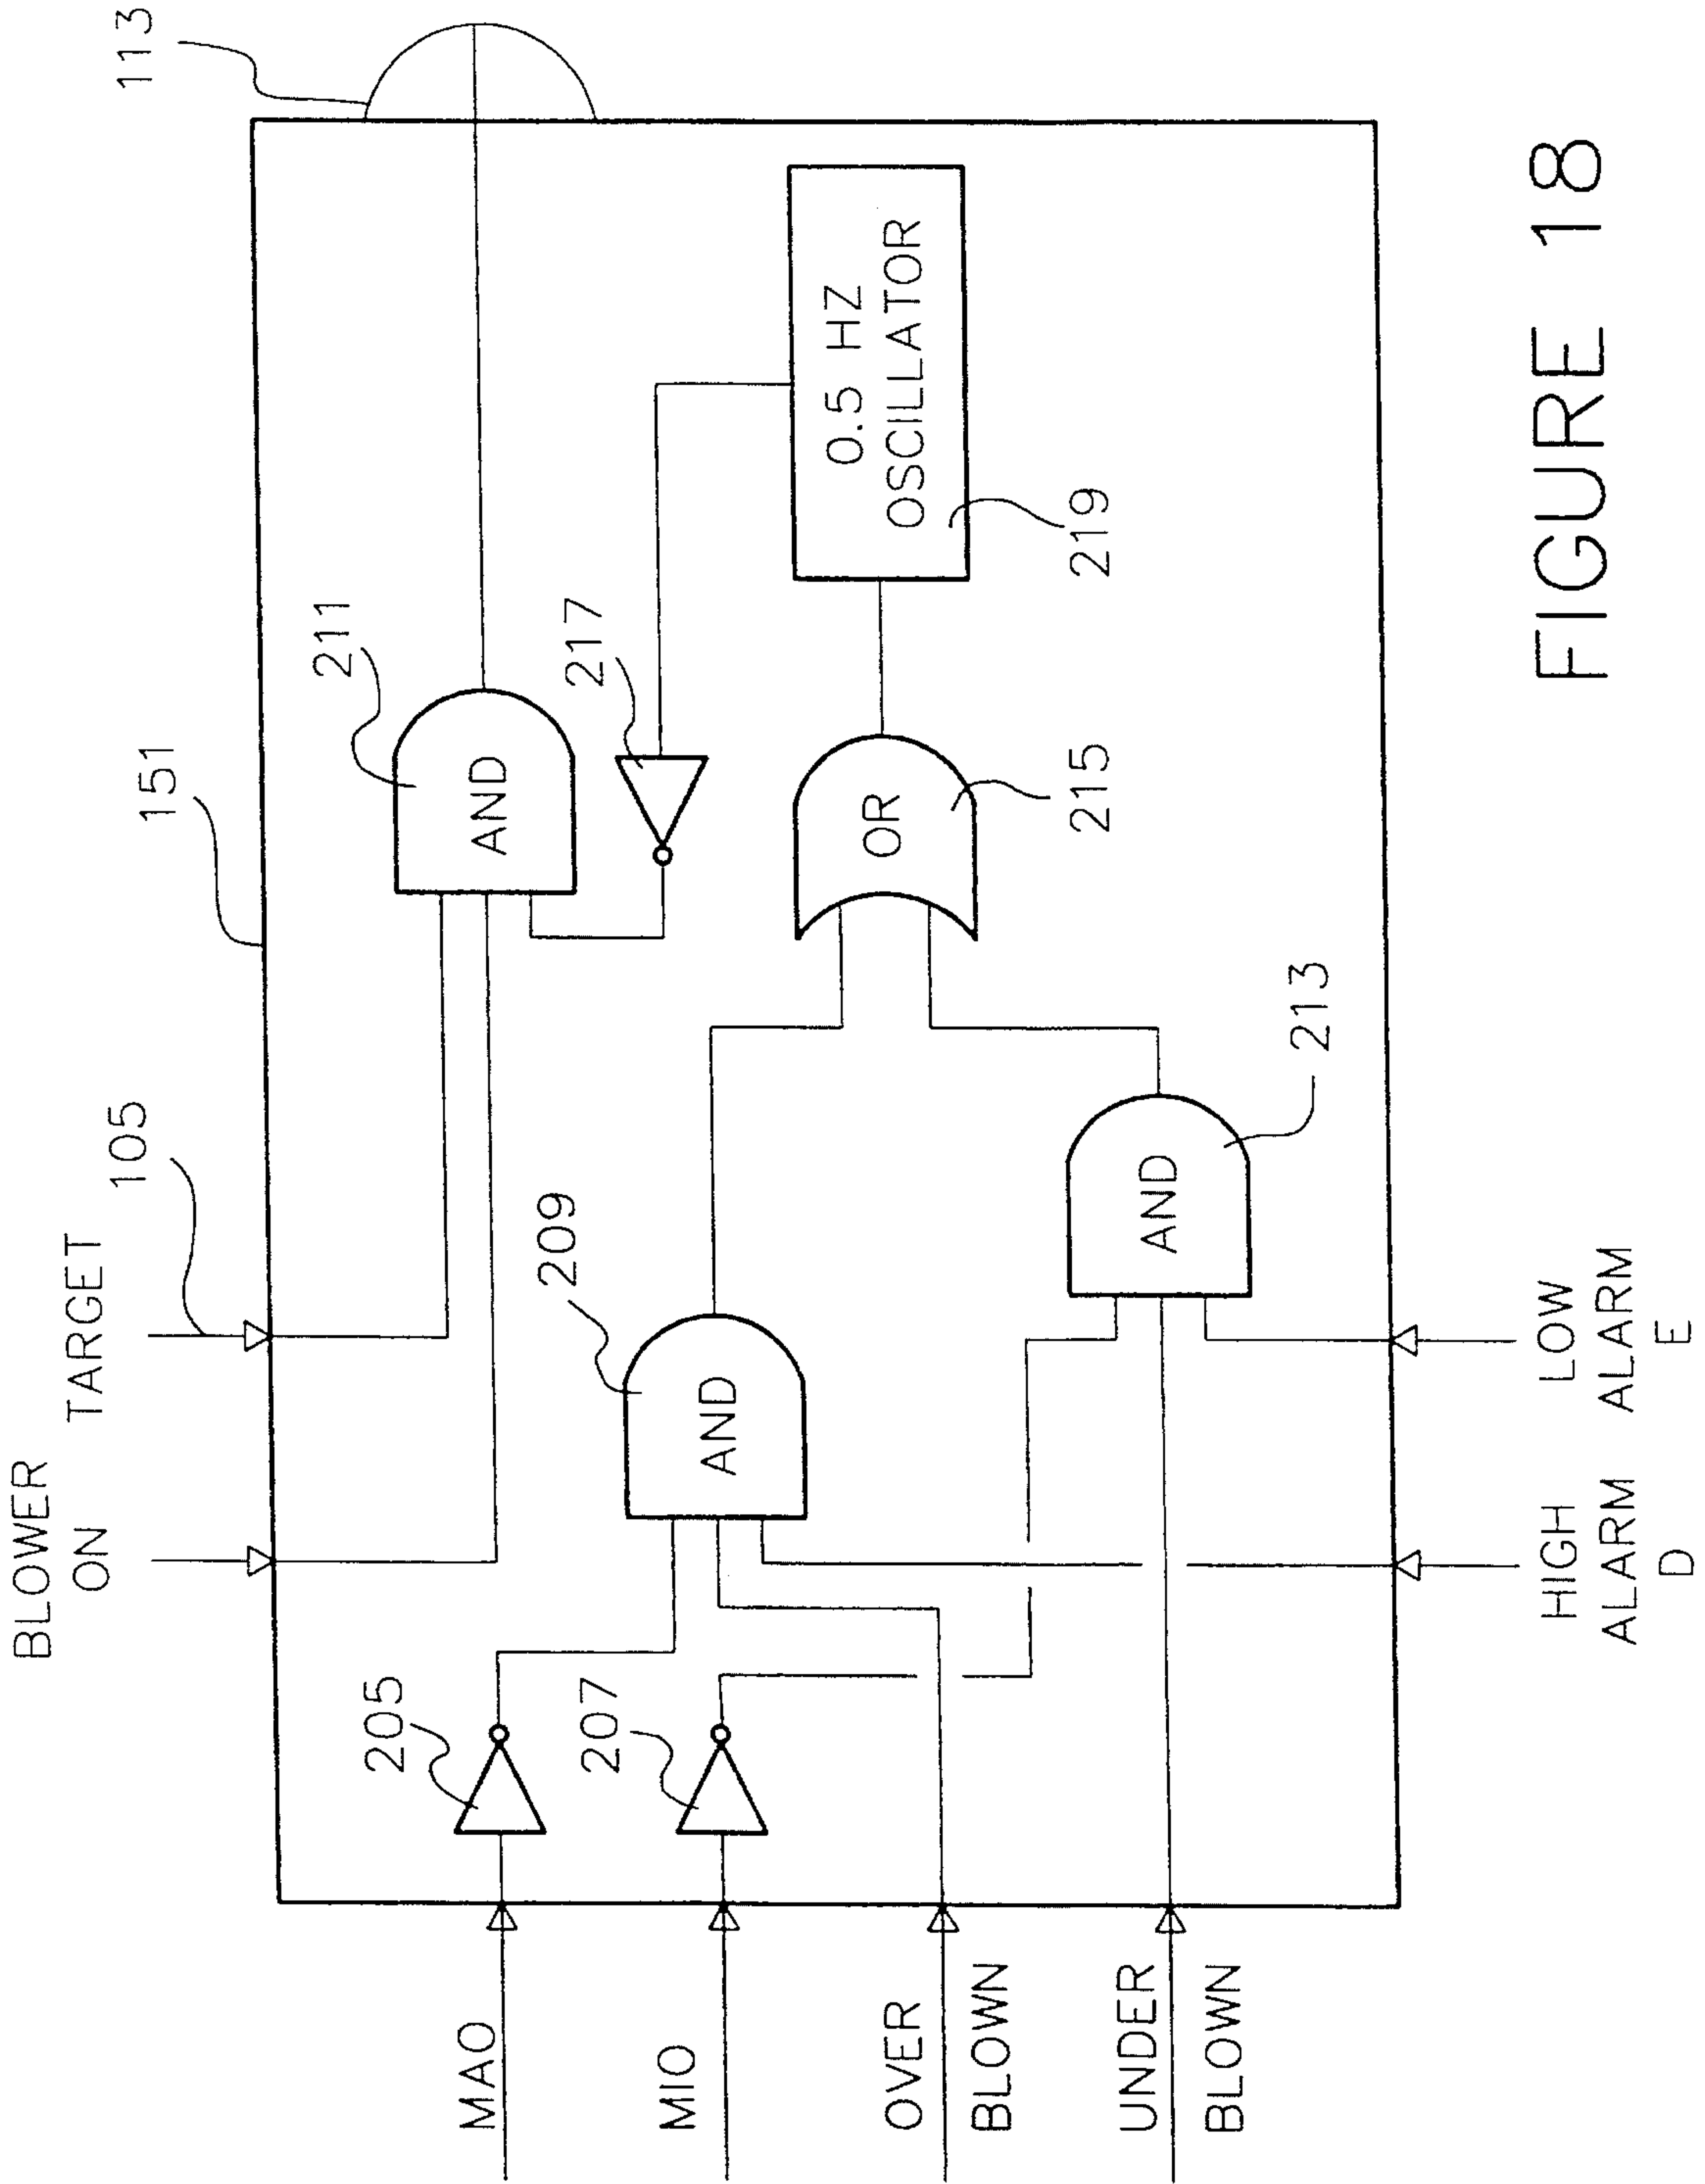 BLOWER
ON
TARGET
105
151
113
MAO
MIO
OVER
BLOWN
UNDER
BLOWN
205
207
209
AND
211
AND
217
213
AND
215
OR
219
0.5 HZ
OSCILLATOR
HIGH
ALARM
D
LOW
ALARM
E
FIGURE 18